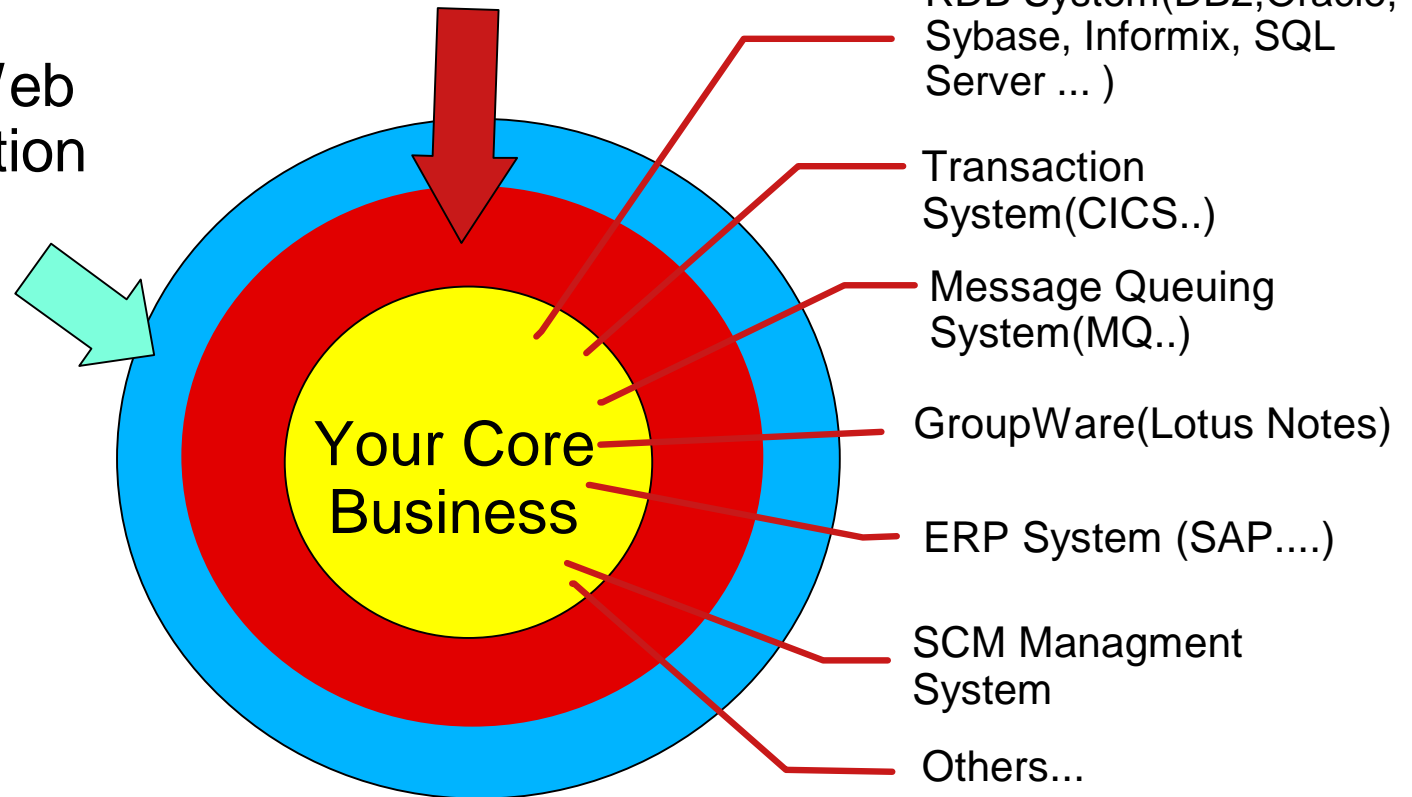 Sybase, Informix, SQL
Server ... )
tion
Transaction
System(CICS..)
Message Queuing
System(MQ..)
GroupWare(Lotus Notes)
Your Core
Business
ERP System (SAP....)
SCM Managment
System
Others...